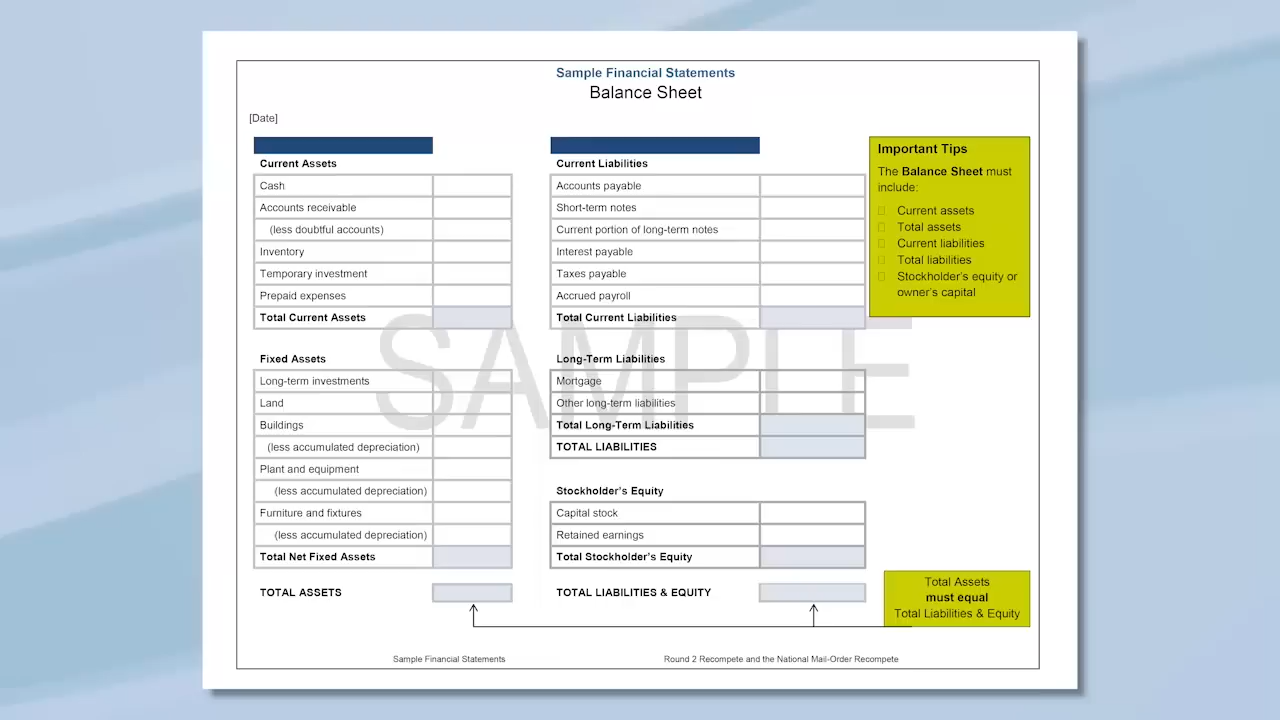 Sample Financial Statements
Balance Sheet
[Date]
Current Assets
Cash
Accounts receivable
(less doubtful accounts)
Inventory
Temporary investment
Prepaid expenses
Total Current Assets
Fixed Assets
Long-term investments
Land
Buildings
(less accumulated depreciation)
Plant and equipment
(less accumulated depreciation)
Furniture and fixtures
(less accumulated depreciation)
Total Net Fixed Assets
TOTAL ASSETS
Current Liabilities
Accounts payable
Short-term notes
Current portion of long-term notes
Interest payable
Taxes payable
Accrued payroll
Total Current Liabilities
Long-Term Liabilities
Mortgage
Other long-term liabilities
Total Long-Term Liabilities
TOTAL LIABILITIES
Stockholder's Equity
Capital stock
Retained earnings
Total Stockholder's Equity
TOTAL LIABILITIES & EQUITY
Important Tips
The Balance Sheet must
include:
Current assets
Total assets
Current liabilities
Total liabilities
Stockholder's equity or
owner's capital
Total Assets
must equal
Total Liabilities & Equity
SAMPLE
Sample Financial Statements
Round 2 Recompete and the National Mail-Order Recompete